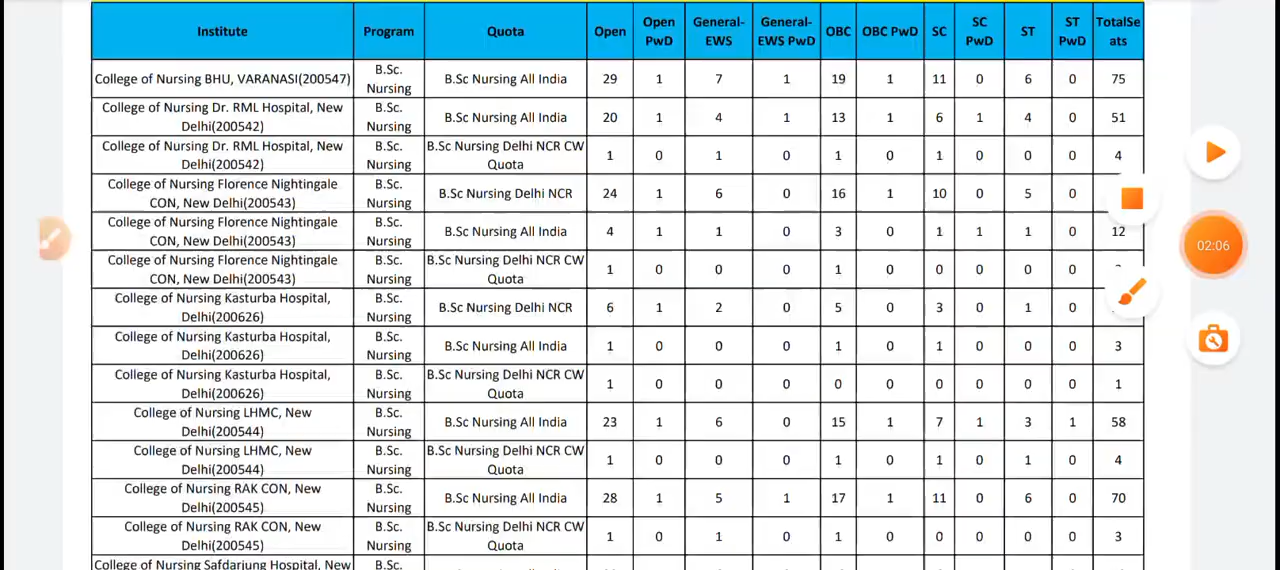 Institute Program Quota Open Open PwD General-EWS General-EWS PwD OBC OBC PwD SC SC PwD ST ST PwD TotalSeats
College of Nursing BHU, VARANASI(200547) B.Sc. Nursing B.Sc Nursing All India 29 1 7 1 19 1 11 0 6 0 75
College of Nursing Dr. RML Hospital, New Delhi(200542) B.Sc. Nursing B.Sc Nursing All India 20 1 4 1 13 1 6 1 4 0 51
College of Nursing Dr. RML Hospital, New Delhi(200542) B.Sc. Nursing B.Sc Nursing Delhi NCR CW Quota 1 0 1 0 1 0 1 0 0 0 4
College of Nursing Florence Nightingale CON, New Delhi(200543) B.Sc. Nursing B.Sc Nursing Delhi NCR 24 1 6 0 16 1 10 0 5 0
College of Nursing Florence Nightingale CON, New Delhi(200543) B.Sc. Nursing B.Sc Nursing All India 4 1 1 0 3 0 1 1 1 0 12
College of Nursing Florence Nightingale CON, New Delhi(200543) B.Sc. Nursing B.Sc Nursing Delhi NCR CW Quota 1 0 0 0 1 0 0 0 0 0
College of Nursing Kasturba Hospital, Delhi(200626) B.Sc. Nursing B.Sc Nursing Delhi NCR 6 1 2 0 5 0 3 0 1 0
College of Nursing Kasturba Hospital, Delhi(200626) B.Sc. Nursing B.Sc Nursing All India 1 0 0 0 1 0 1 0 0 0 3
College of Nursing Kasturba Hospital, Delhi(200626) B.Sc. Nursing B.Sc Nursing Delhi NCR CW Quota 1 0 0 0 0 0 0 0 0 0 1
College of Nursing LHMC, New Delhi(200544) B.Sc. Nursing B.Sc Nursing All India 23 1 6 0 15 1 7 1 3 1 58
College of Nursing LHMC, New Delhi(200544) B.Sc. Nursing B.Sc Nursing Delhi NCR CW Quota 1 0 0 0 1 0 1 0 1 0 4
College of Nursing RAK CON, New Delhi(200545) B.Sc. Nursing B.Sc Nursing All India 28 1 5 1 17 1 11 0 6 0 70
College of Nursing RAK CON, New Delhi(200545) B.Sc. Nursing B.Sc Nursing Delhi NCR CW Quota 1 0 1 0 1 0 0 0 0 0 3
College of Nursing Safdarjung Hospital, New B.Sc.
02:06